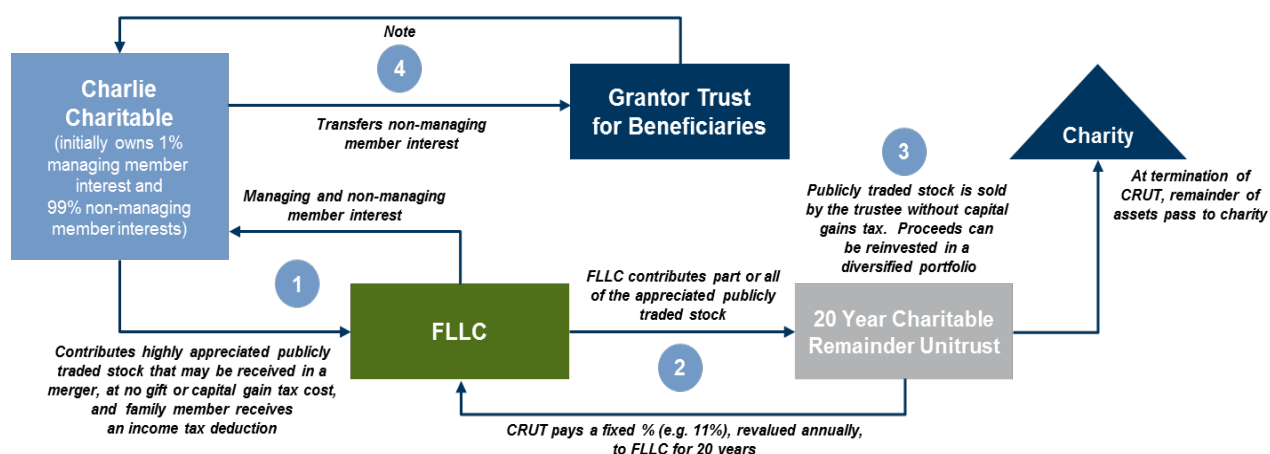 Note
4
Charlie
Charitable
(initially owns 1%
managing member
interest and
99% non-managing
member interests)
Transfers non-managing
member interest
Grantor Trust
for Beneficiaries
Managing and non-managing
member interest
3
Publicly traded stock is sold
by the trustee without capital
gains tax.  Proceeds can
be reinvested in a
diversified portfolio
Charity
At termination of
CRUT, remainder of
assets pass to charity
1
Contributes highly appreciated publicly
traded stock that may be received in a
merger, at no gift or capital gain tax cost,
and family member receives
an income tax deduction
FLLC
FLLC contributes part or all
of the appreciated publicly
traded stock
2
20 Year Charitable
Remainder Unitrust
CRUT pays a fixed % (e.g. 11%), revalued annually,
to FLLC for 20 years